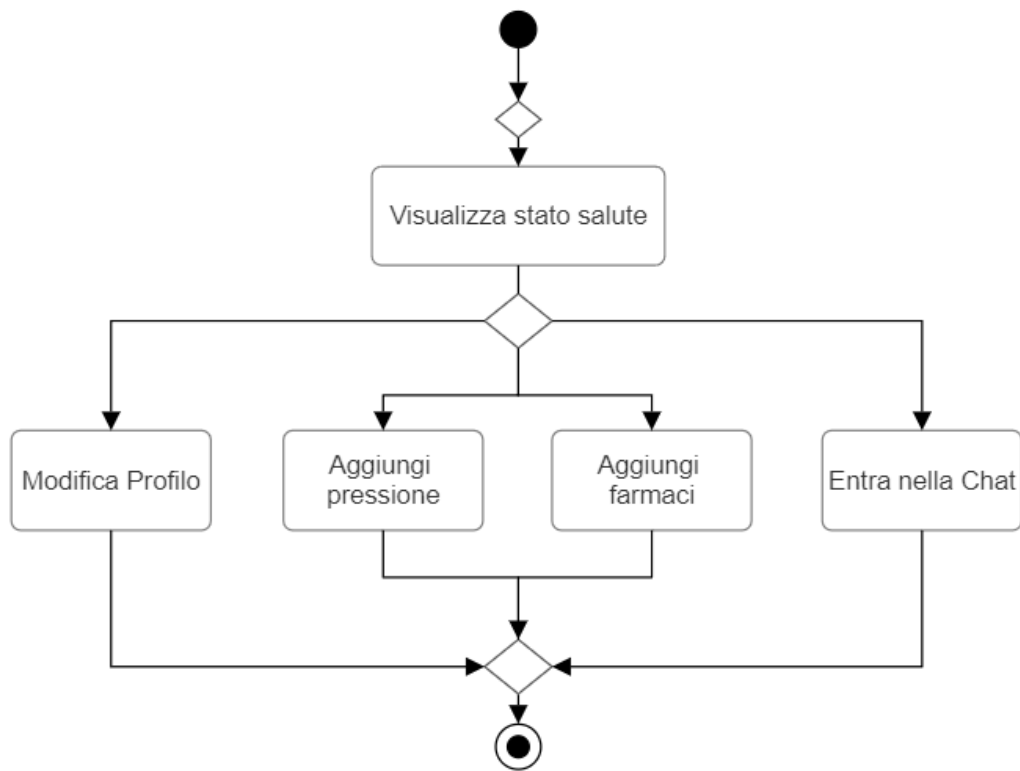 Visualizza stato salute
Modifica Profilo
Aggiungi
pressione
Aggiungi
farmaci
Entra nella Chat